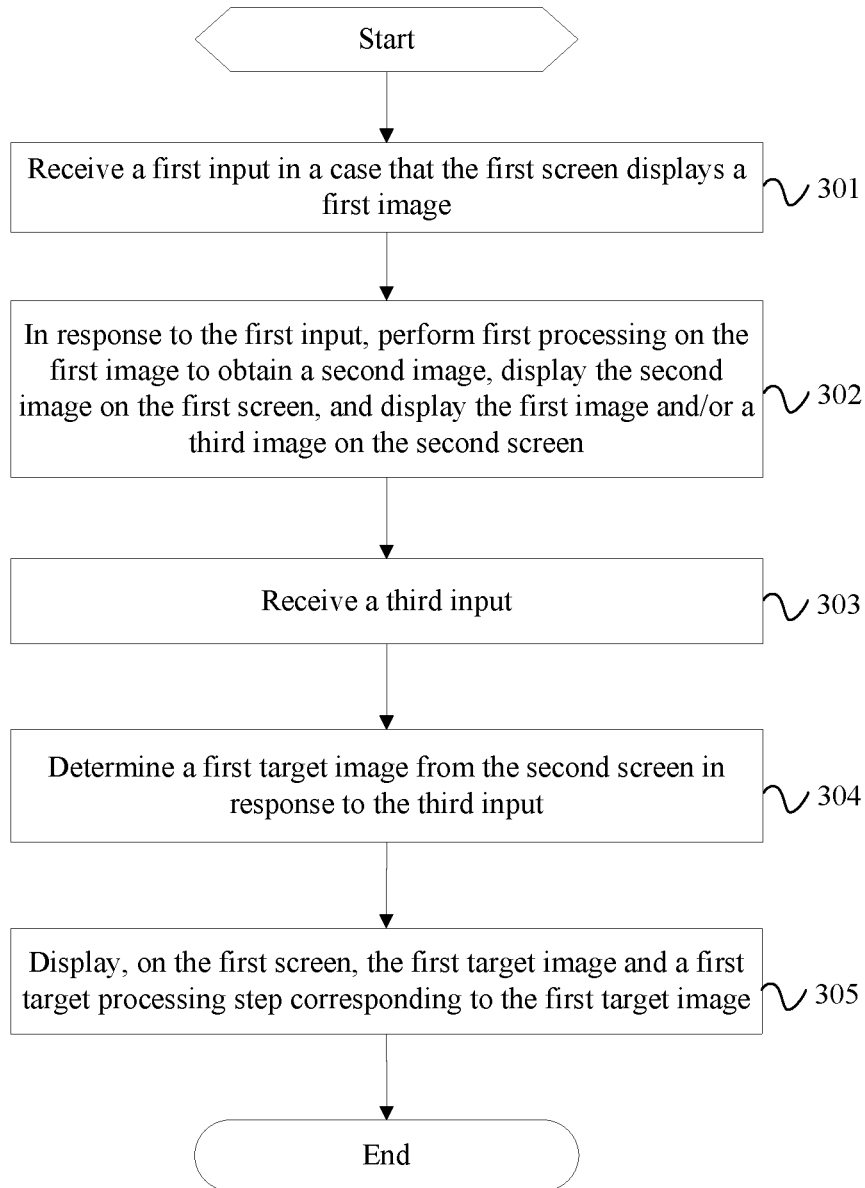 Start
Receive a first input in a case that the first screen displays a
first image
301
In response to the first input, perform first processing on the
first image to obtain a second image, display the second
image on the first screen, and display the first image and/or a
third image on the second screen
302
Receive a third input
303
Determine a first target image from the second screen in
response to the third input
304
Display, on the first screen, the first target image and a first
target processing step corresponding to the first target image
305
End